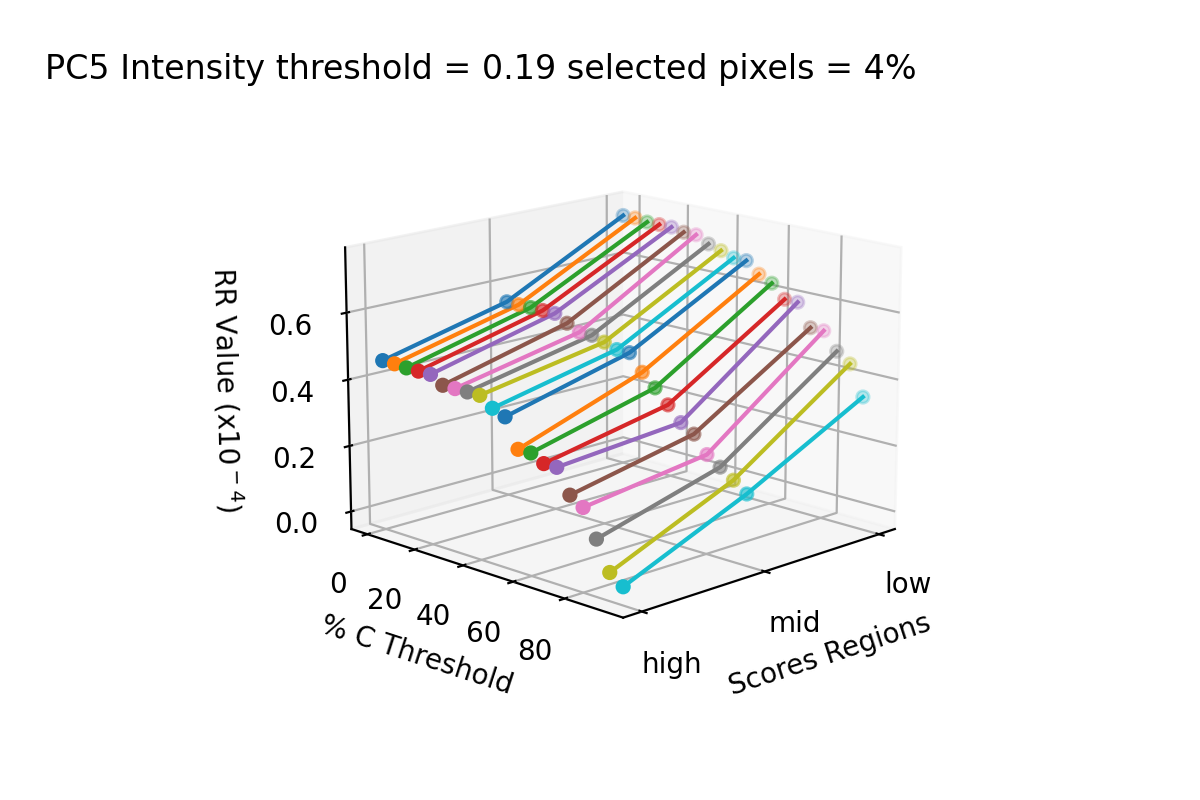 PC5 Intensity threshold = 0.19 selected pixels = 4%
RR Value (x10⁻⁴)
0.6
0.4
0.2
0.0
0
20
40
60
80
% C Threshold
high
mid
low
Scores Regions